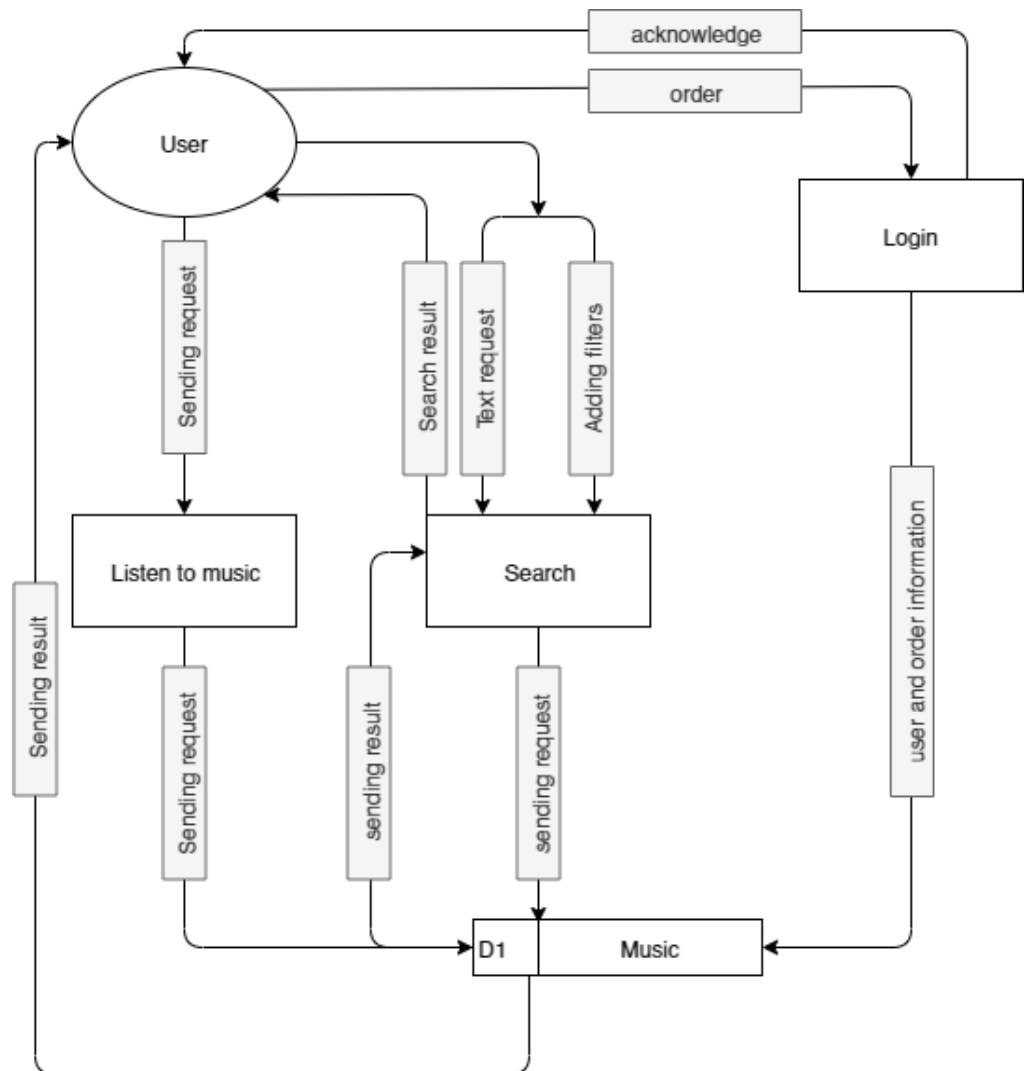 acknowledge
order
User
Login
Sending request
Search result
Text request
Adding filters
Listen to music
Search
Sending result
Sending request
sending result
sending request
user and order information
D1
Music